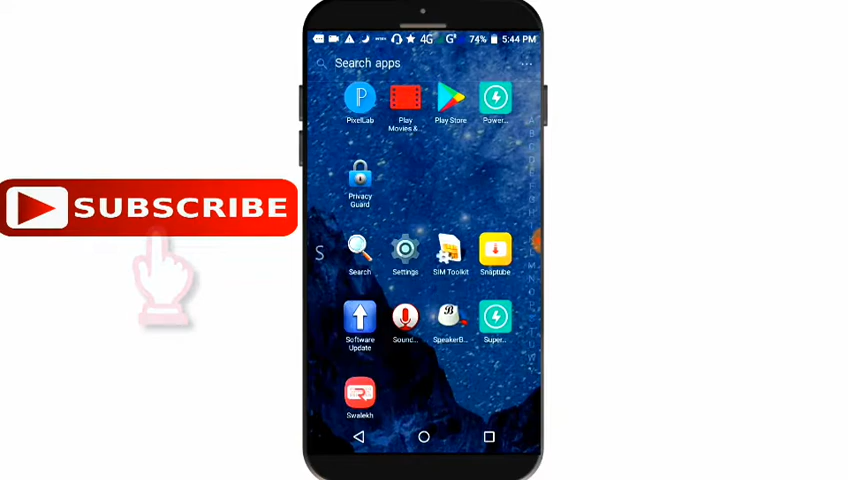 4G G 74% 5:44 PM
Search apps
PixelLab
Play Movies &..
Play Store
Power...
Privacy Guard
SUBSCRIBE
S
Search
Settings
SIM Toolkit
Snaptube
Software Update
Sound...
SpeakerB...
Super...
Swalekh